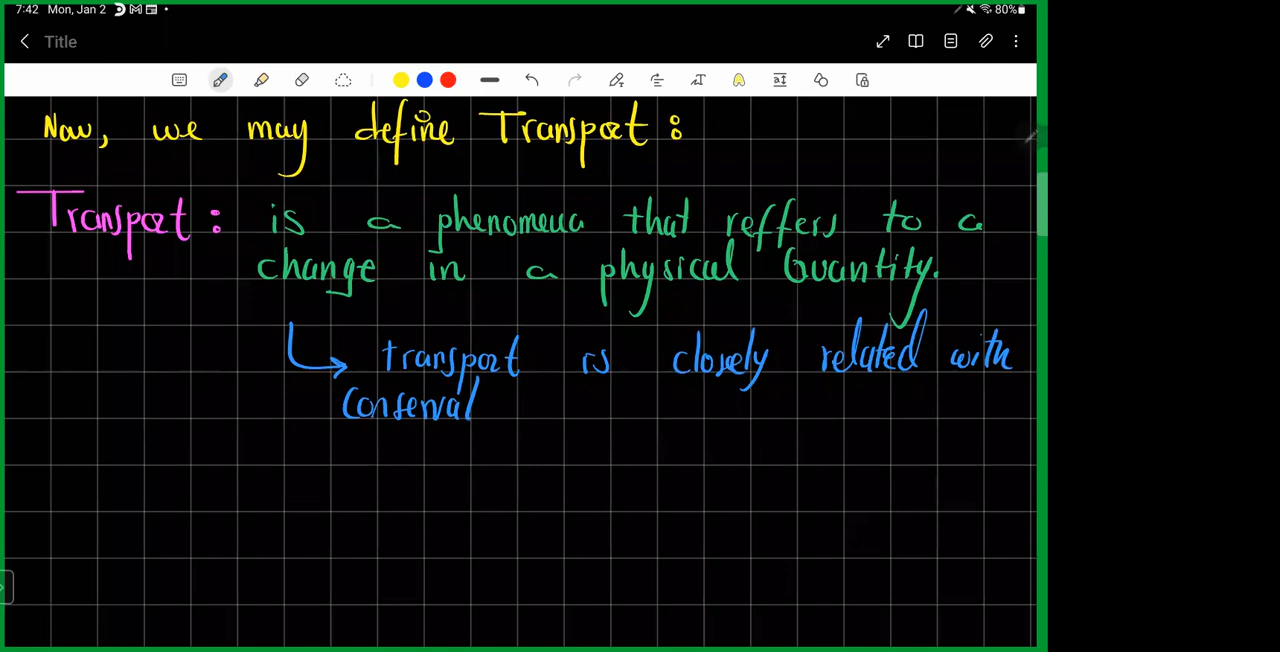 7:42 Mon, Jan 2
80%
Title
Now, we may define Transport:
Transport: is a phenomena that reffers to a
change in a physical Quantity.
transport is closely related with
Conserval